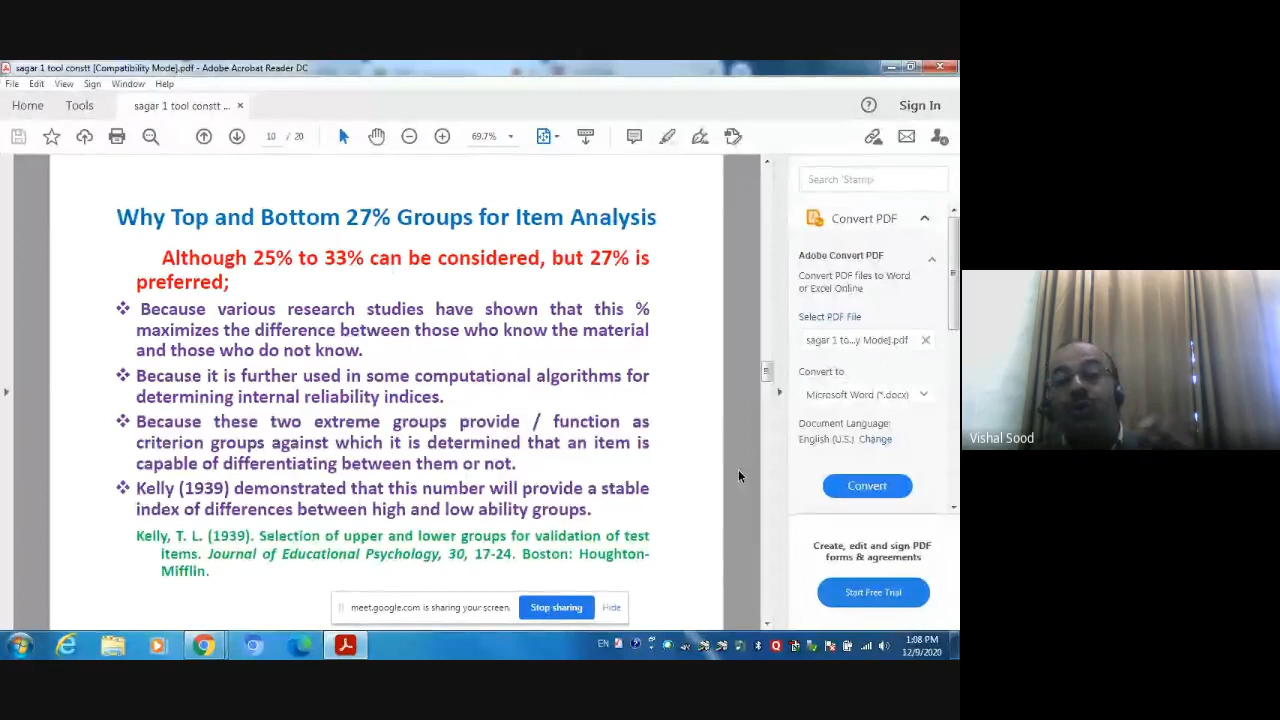 sagar 1 tool constt [Compatibility Mode].pdf - Adobe Acrobat Reader DC
File Edit View Sign Window Help
Home Tools sagar 1 tool constt ... × Sign In
10 / 20 69.7%
Why Top and Bottom 27% Groups for Item Analysis
Although 25% to 33% can be considered, but 27% is
preferred;
❖ Because various research studies have shown that this %
maximizes the difference between those who know the material
and those who do not know.
❖ Because it is further used in some computational algorithms for
determining internal reliability indices.
❖ Because these two extreme groups provide / function as
criterion groups against which it is determined that an item is
capable of differentiating between them or not.
❖ Kelly (1939) demonstrated that this number will provide a stable
index of differences between high and low ability groups.
Kelly, T. L. (1939). Selection of upper and lower groups for validation of test
items. Journal of Educational Psychology, 30, 17-24. Boston: Houghton-
Mifflin.
Search 'Stamp
Convert PDF
Adobe Convert PDF
Convert PDF files to Word
or Excel Online
Select PDF File
sagar 1 to...y Mode].pdf
Convert to
Microsoft Word (*.docx)
Document Language:
English (U.S.) Change
Convert
Create, edit and sign PDF
forms & agreements
Start Free Trial
meet.google.com is sharing your screen. Stop sharing Hide
EN
1:08 PM
12/9/2020
Vishal Sood